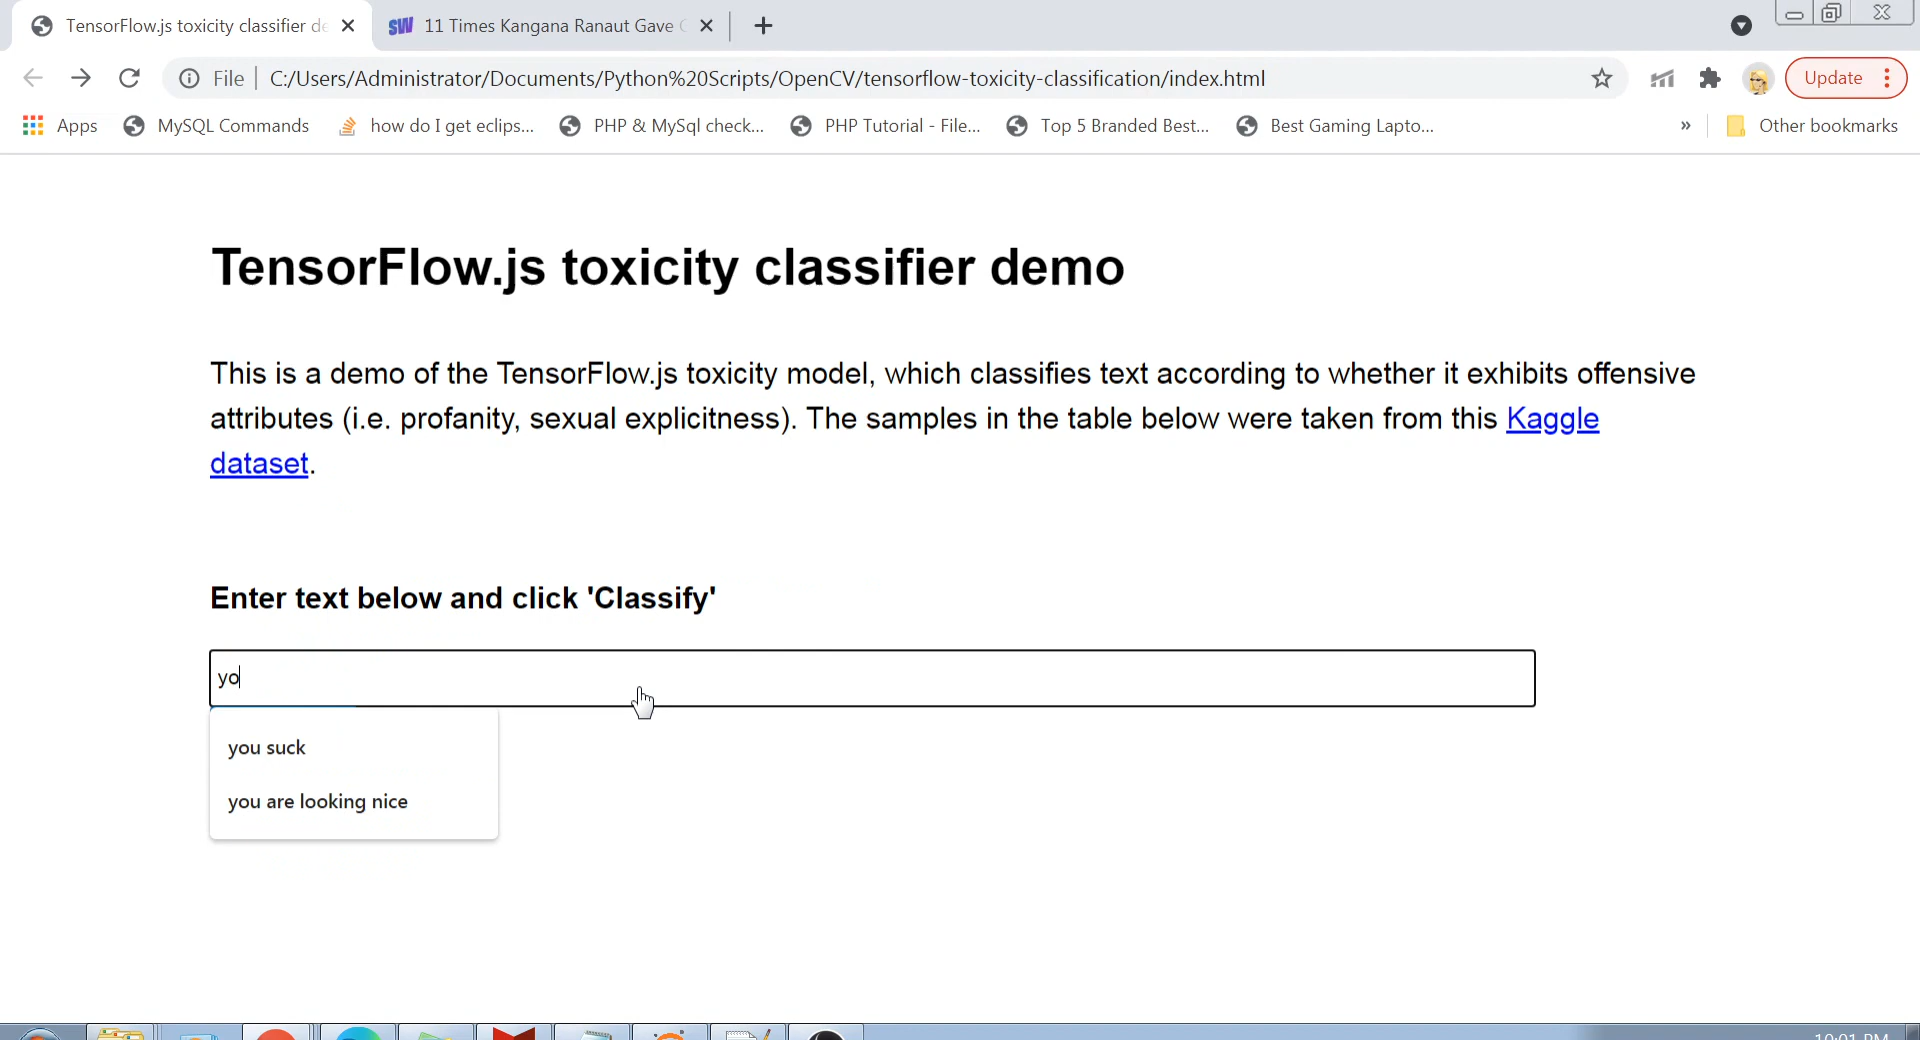 TensorFlow.js toxicity classifier de
SW 11 Times Kangana Ranaut Gave
File C:/Users/Administrator/Documents/Python%20Scripts/OpenCV/tensorflow-toxicity-classification/index.html Update
Apps MySQL Commands how do I get eclips... PHP & MySql check... PHP Tutorial - File... Top 5 Branded Best... Best Gaming Lapto... » Other bookmarks
TensorFlow.js toxicity classifier demo
This is a demo of the TensorFlow.js toxicity model, which classifies text according to whether it exhibits offensive
attributes (i.e. profanity, sexual explicitness). The samples in the table below were taken from this Kaggle
dataset.
Enter text below and click 'Classify'
yo
you suck
you are looking nice
10:01 PM